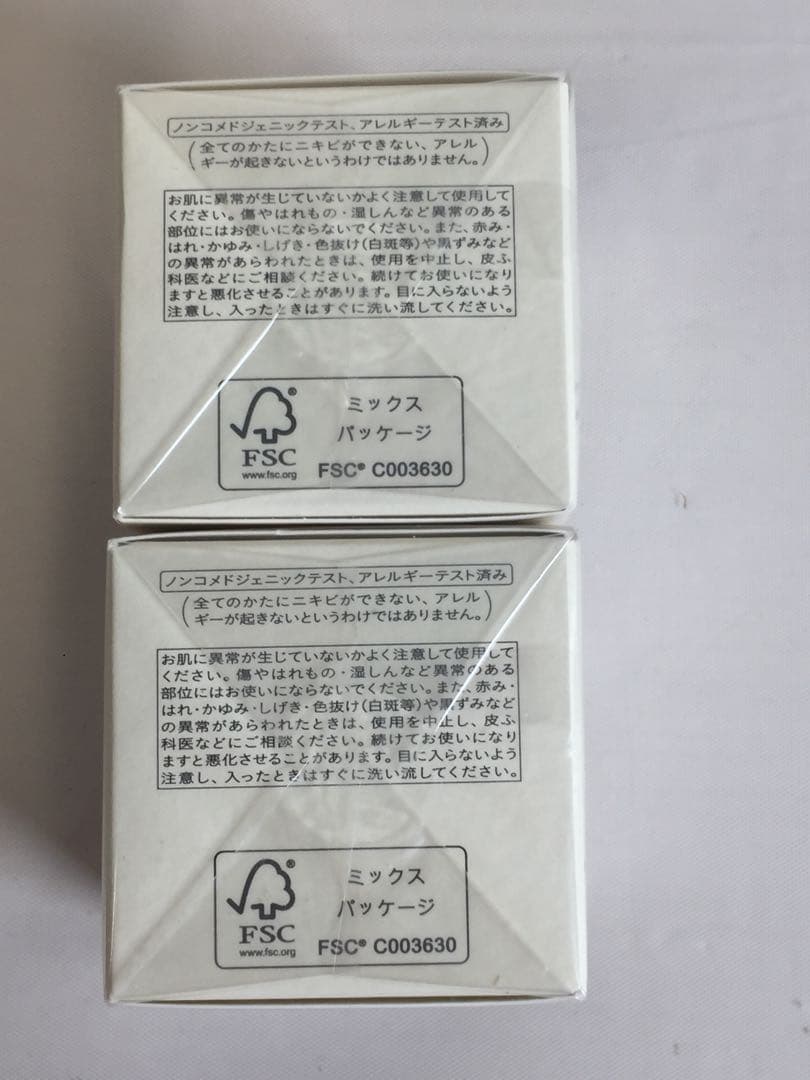 ノンコメドジェニックテスト、アレルギーテスト済み
(全てのかたにニキビができない、アレル
ギーが起きないというわけではありません。)
お肌に異常が生じていないかよく注意して使用して
ください。傷やはれもの・湿しんなど異常のある
部位にはお使いにならないでください。また、赤み・
はれ・かゆみ・しげき・色抜け(白斑等)や黒ずみなど
の異常があらわれたときは、使用を中止し、皮ふ
科医などにご相談ください。続けてお使いになり
ますと悪化させることがあります。目に入らないよう
注意し、入ったときはすぐに洗い流してください。
®
FSC
www.fsc.org
ミックス
パッケージ
FSC® C003630
ノンコメドジェニックテスト、アレルギーテスト済み
(全てのかたにニキビができない、アレル
ギーが起きないというわけではありません。)
お肌に異常が生じていないかよく注意して使用して
ください。傷やはれもの・湿しんなど異常のある
部位にはお使いにならないでください。また、赤み・
はれ・かゆみ・しげき・色抜け(白斑等)や黒ずみなど
の異常があらわれたときは、使用を中止し、皮ふ
科医などにご相談ください。続けてお使いになり
ますと悪化させることがあります。目に入らないよう
注意し、入ったときはすぐに洗い流してください。
®
FSC
www.fsc.org
ミックス
パッケージ
FSC® C003630